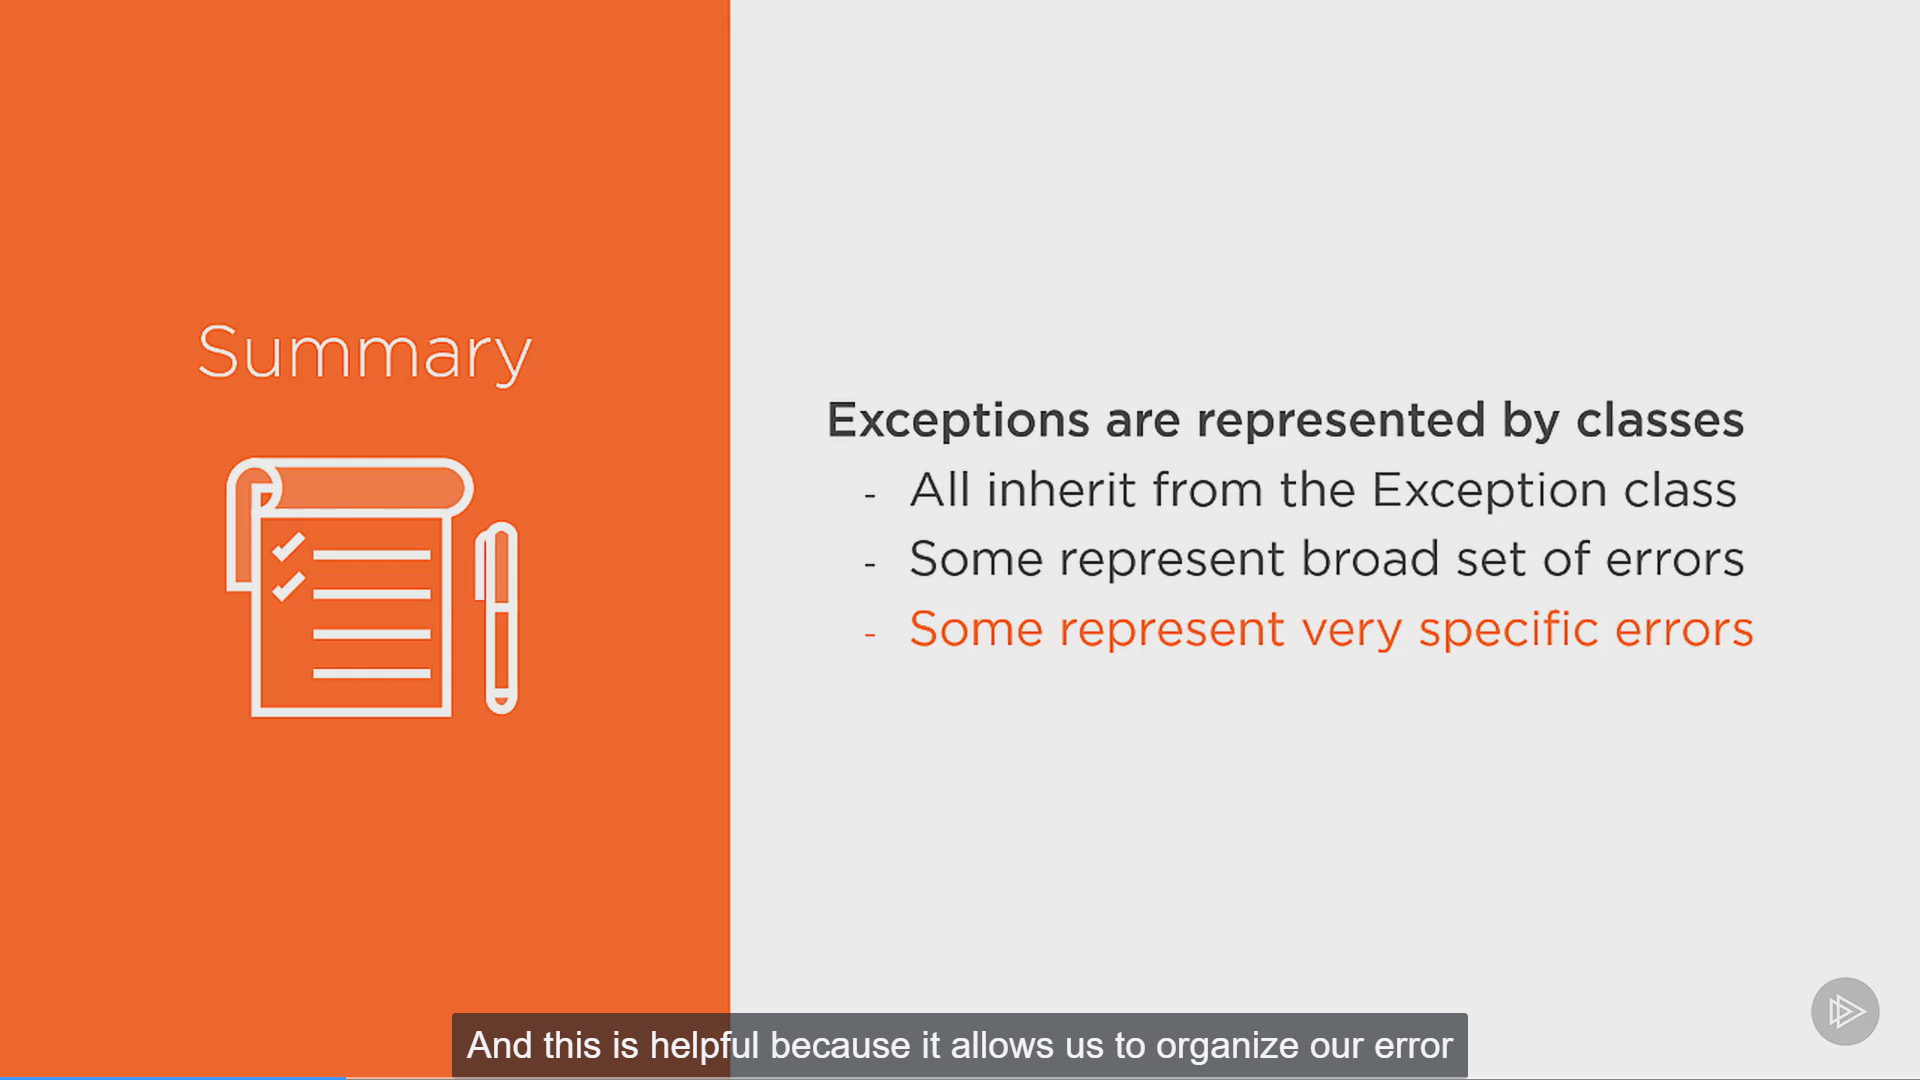 Summary
Exceptions are represented by classes
- All inherit from the Exception class
- Some represent broad set of errors
- Some represent very specific errors
And this is helpful because it allows us to organize our error